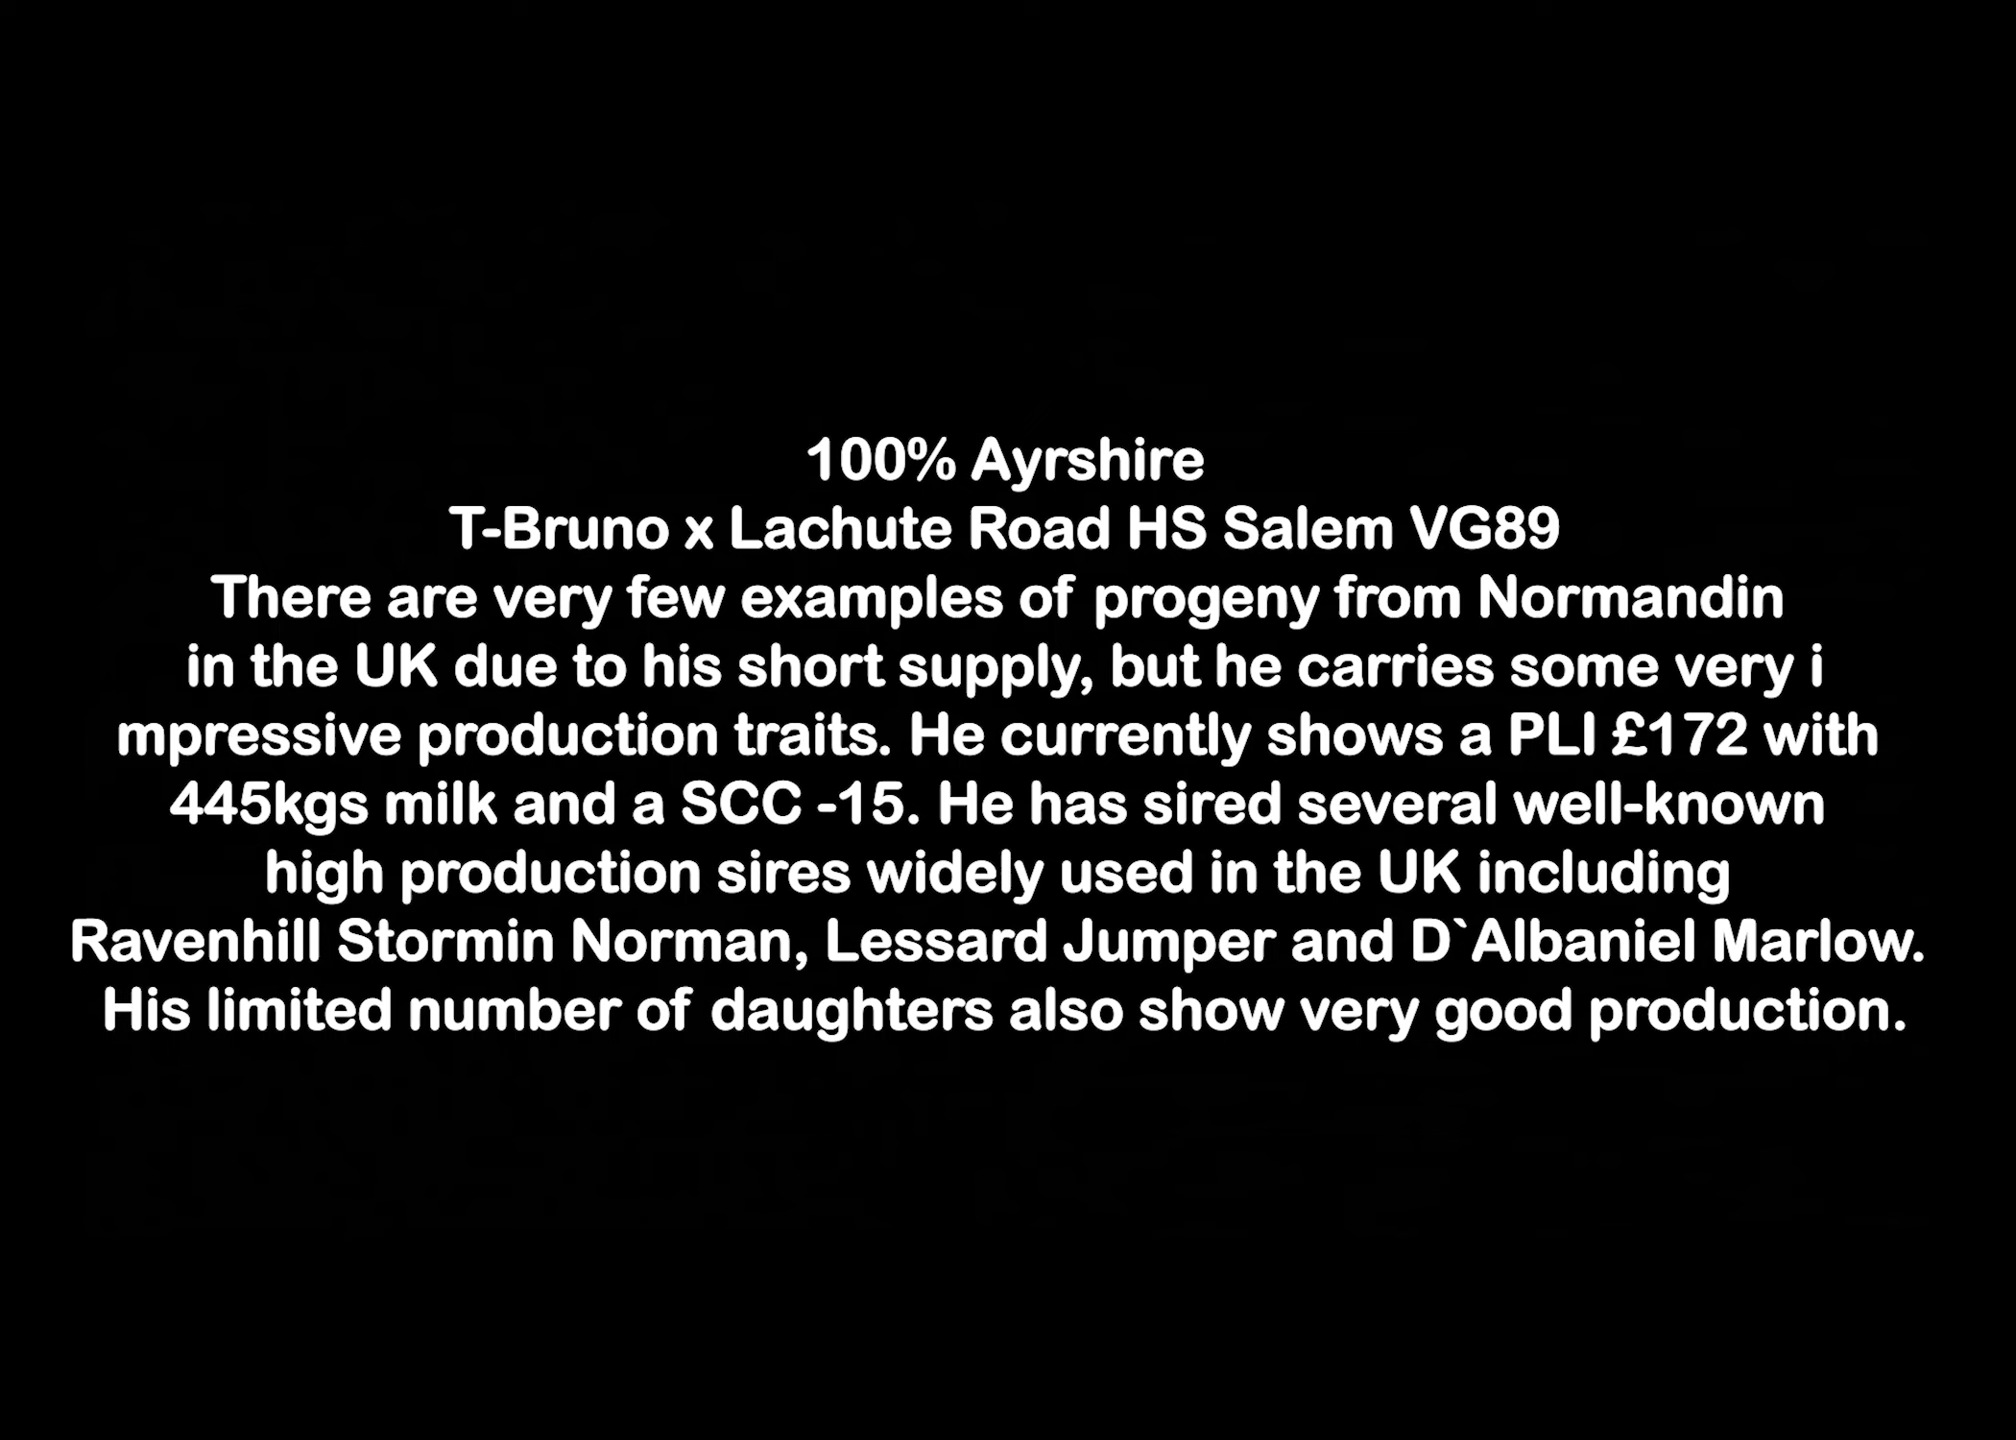 100% Ayrshire
T-Bruno x Lachute Road HS Salem VG89
There are very few examples of progeny from Normandin
in the UK due to his short supply, but he carries some very i
mpressive production traits. He currently shows a PLI £172 with
445kgs milk and a SCC -15. He has sired several well-known
high production sires widely used in the UK including
Ravenhill Stormin Norman, Lessard Jumper and D`Albaniel Marlow.
His limited number of daughters also show very good production.